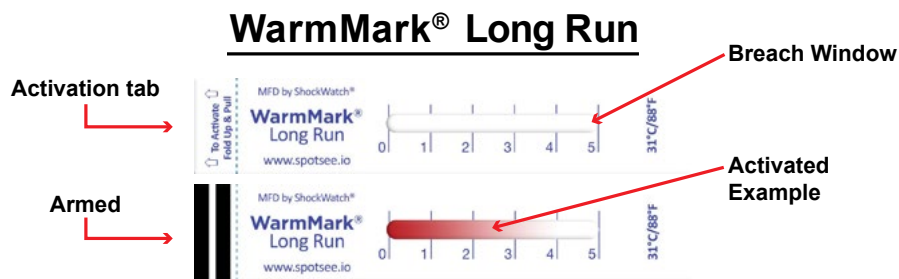 WarmMark® Long Run
Breach Window
Activation tab
To Activate
Fold Up & Pull
MFD by ShockWatch®
WarmMark®
Long Run
www.spotsee.io
0 1 2 3 4 5
31°C/88°F
Armed
MFD by ShockWatch®
WarmMark®
Long Run
www.spotsee.io
0 1 2 3 4 5
31°C/88°F
Activated
Example